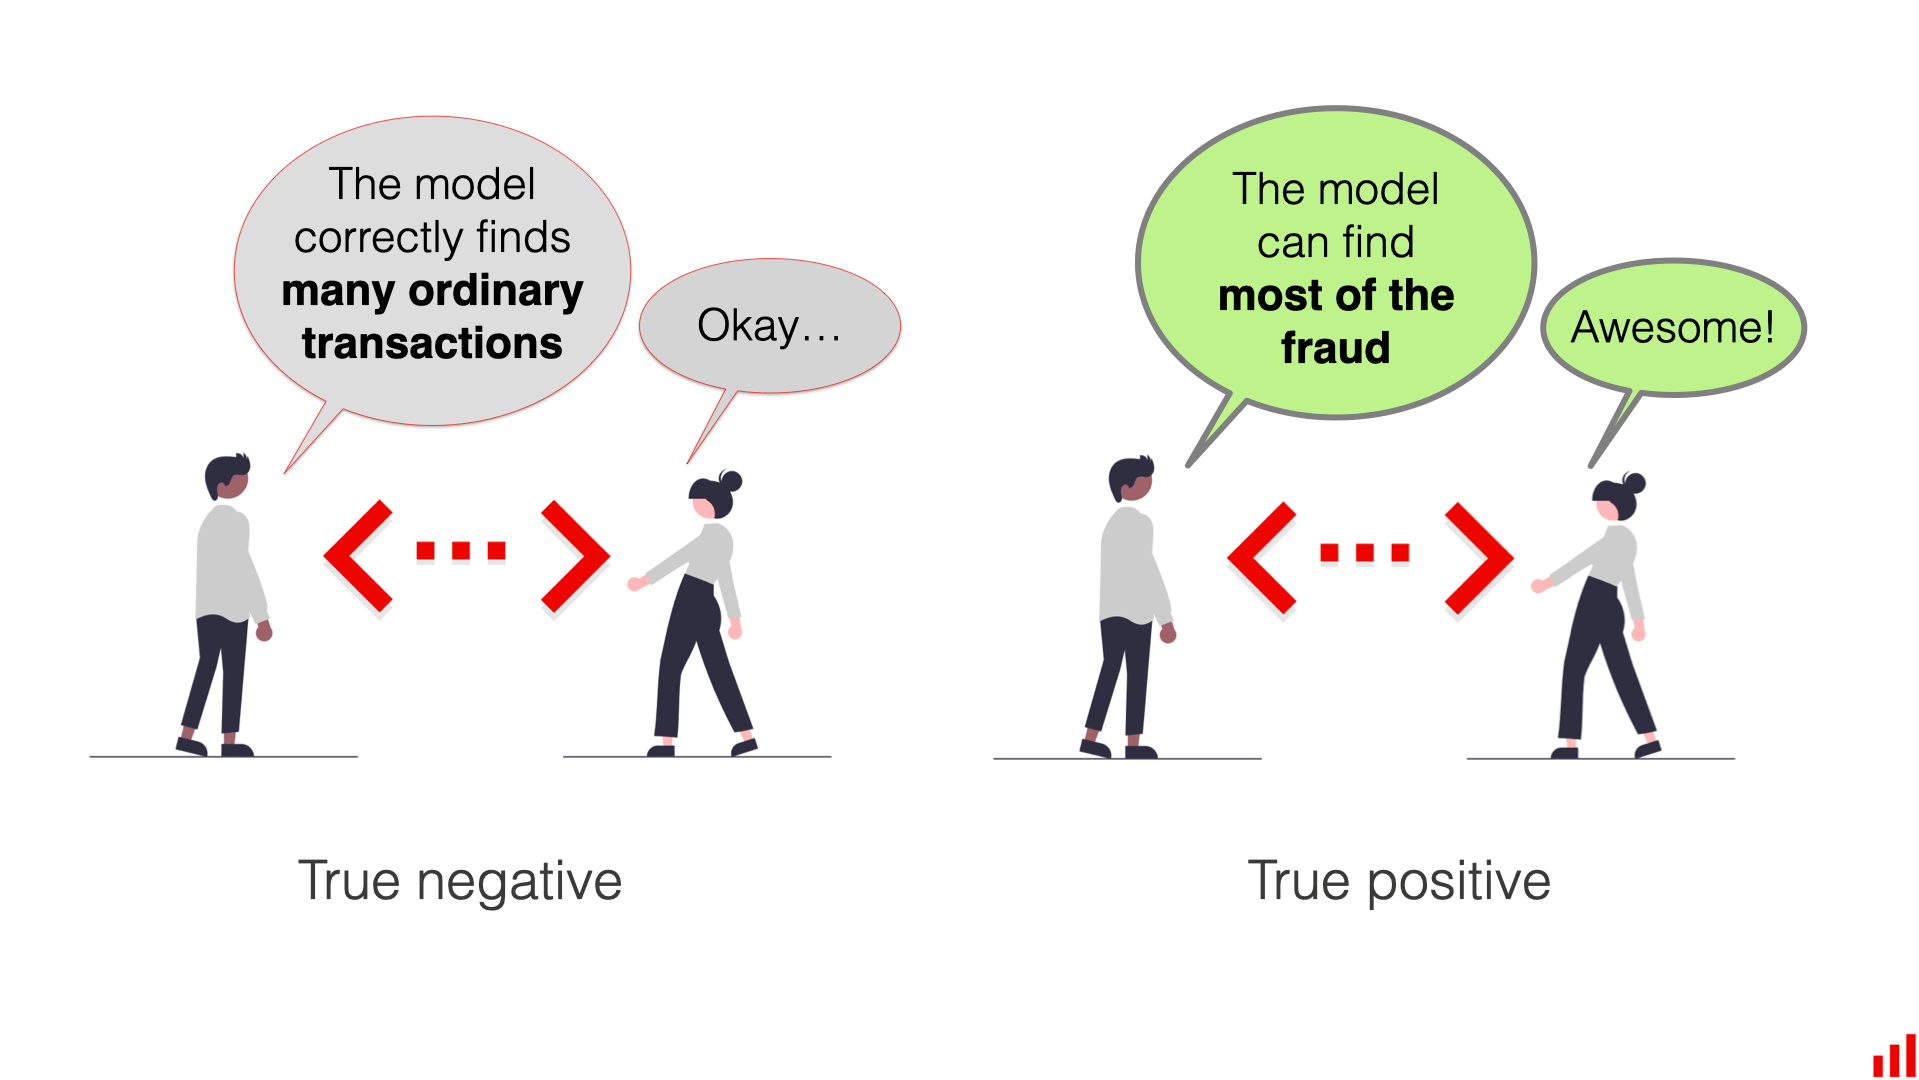 The model
correctly finds
many ordinary
transactions
Okay...
True negative
The model
can find
most of the
fraud
Awesome!
True positive